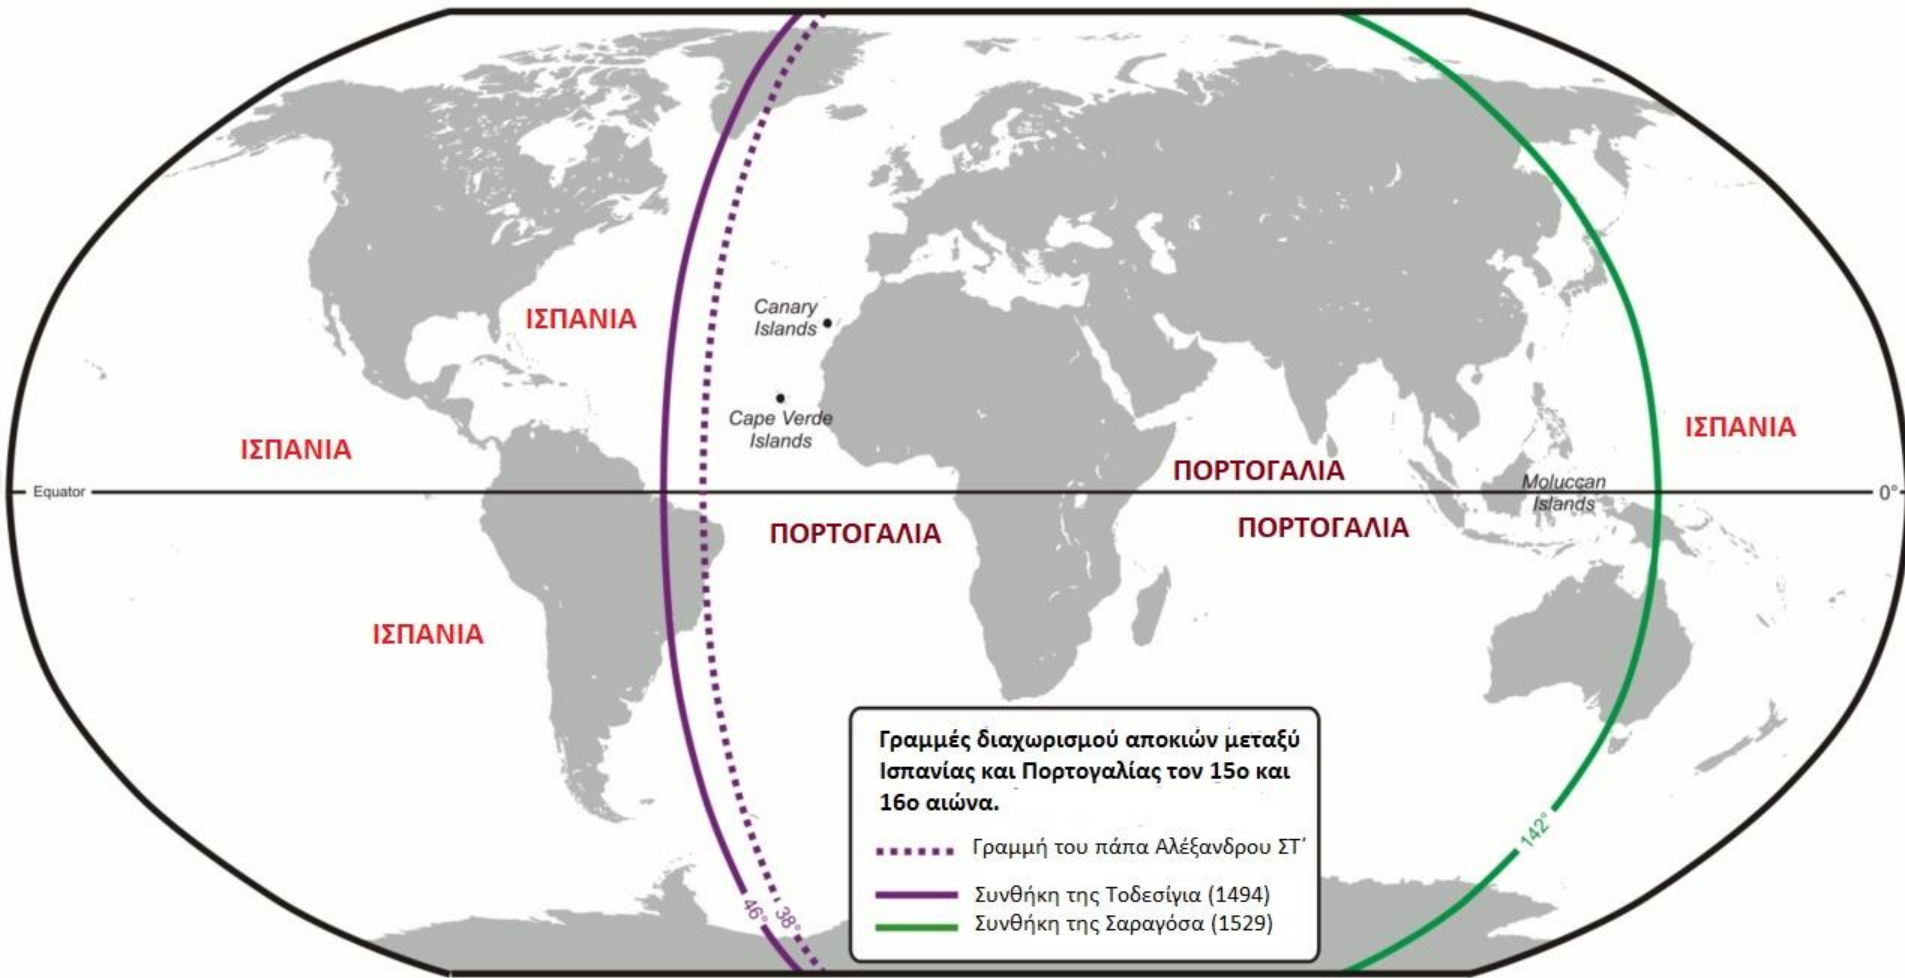 Canary
Islands
ΙΣΠΑΝΙΑ
Cape Verde
Islands
ΙΣΠΑΝΙΑ
ΙΣΠΑΝΙΑ
ΠΟΡΤΟΓΑΛΙΑ
Equator
Moluccan
Islands
0°
ΠΟΡΤΟΓΑΛΙΑ
ΠΟΡΤΟΓΑΛΙΑ
ΙΣΠΑΝΙΑ
Γραμμές διαχωρισμού αποκιών μεταξύ
Ισπανίας και Πορτογαλίας τον 15ο και
16ο αιώνα.
Γραμμή του πάπα Αλέξανδρου ΣΤ΄
Συνθήκη της Τοδεσίγια (1494)
Συνθήκη της Σαραγόσα (1529)
142°
46°
38°